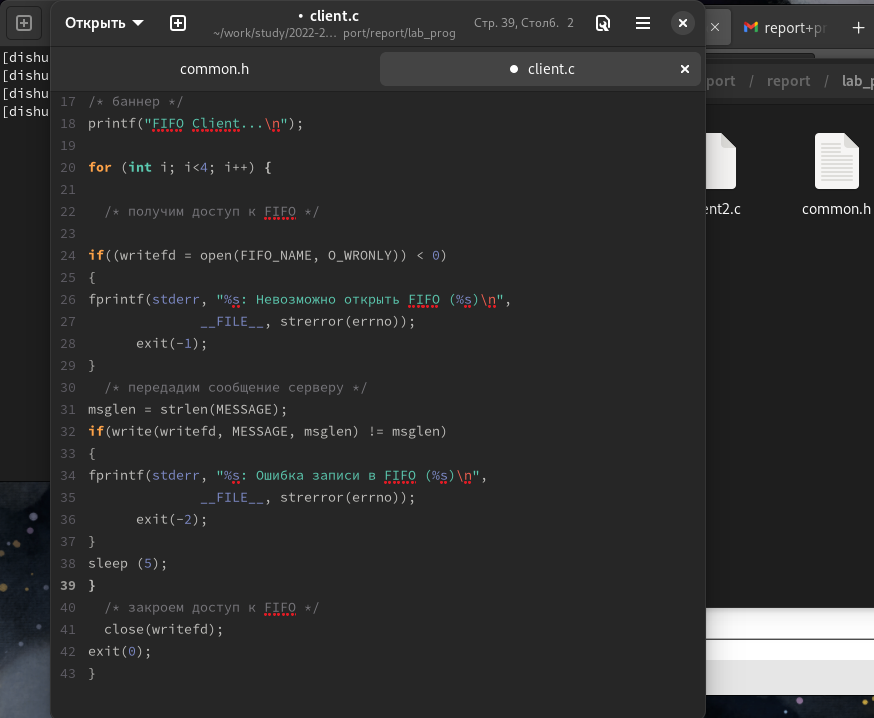 Открыть
• client.c
~/work/study/2022-2… port/report/lab_prog
Стр. 39, Столб. 2
report+pr
[dishu
[dishu
[dishu
[dishu
common.h
● client.c
port / report / lab_p
ent2.c
common.h
17 /* баннер */
18 printf("FIFO Client...\n");
19
20 for (int i; i<4; i++) {
21
22 /* получим доступ к FIFO */
23
24 if((writefd = open(FIFO_NAME, O_WRONLY)) < 0)
25 {
26 fprintf(stderr, "%s: Невозможно открыть FIFO (%s)\n",
27 __FILE__, strerror(errno));
28 exit(-1);
29 }
30 /* передадим сообщение серверу */
31 msglen = strlen(MESSAGE);
32 if(write(writefd, MESSAGE, msglen) != msglen)
33 {
34 fprintf(stderr, "%s: Ошибка записи в FIFO (%s)\n",
35 __FILE__, strerror(errno));
36 exit(-2);
37 }
38 sleep (5);
39 }
40 /* закроем доступ к FIFO */
41 close(writefd);
42 exit(0);
43 }